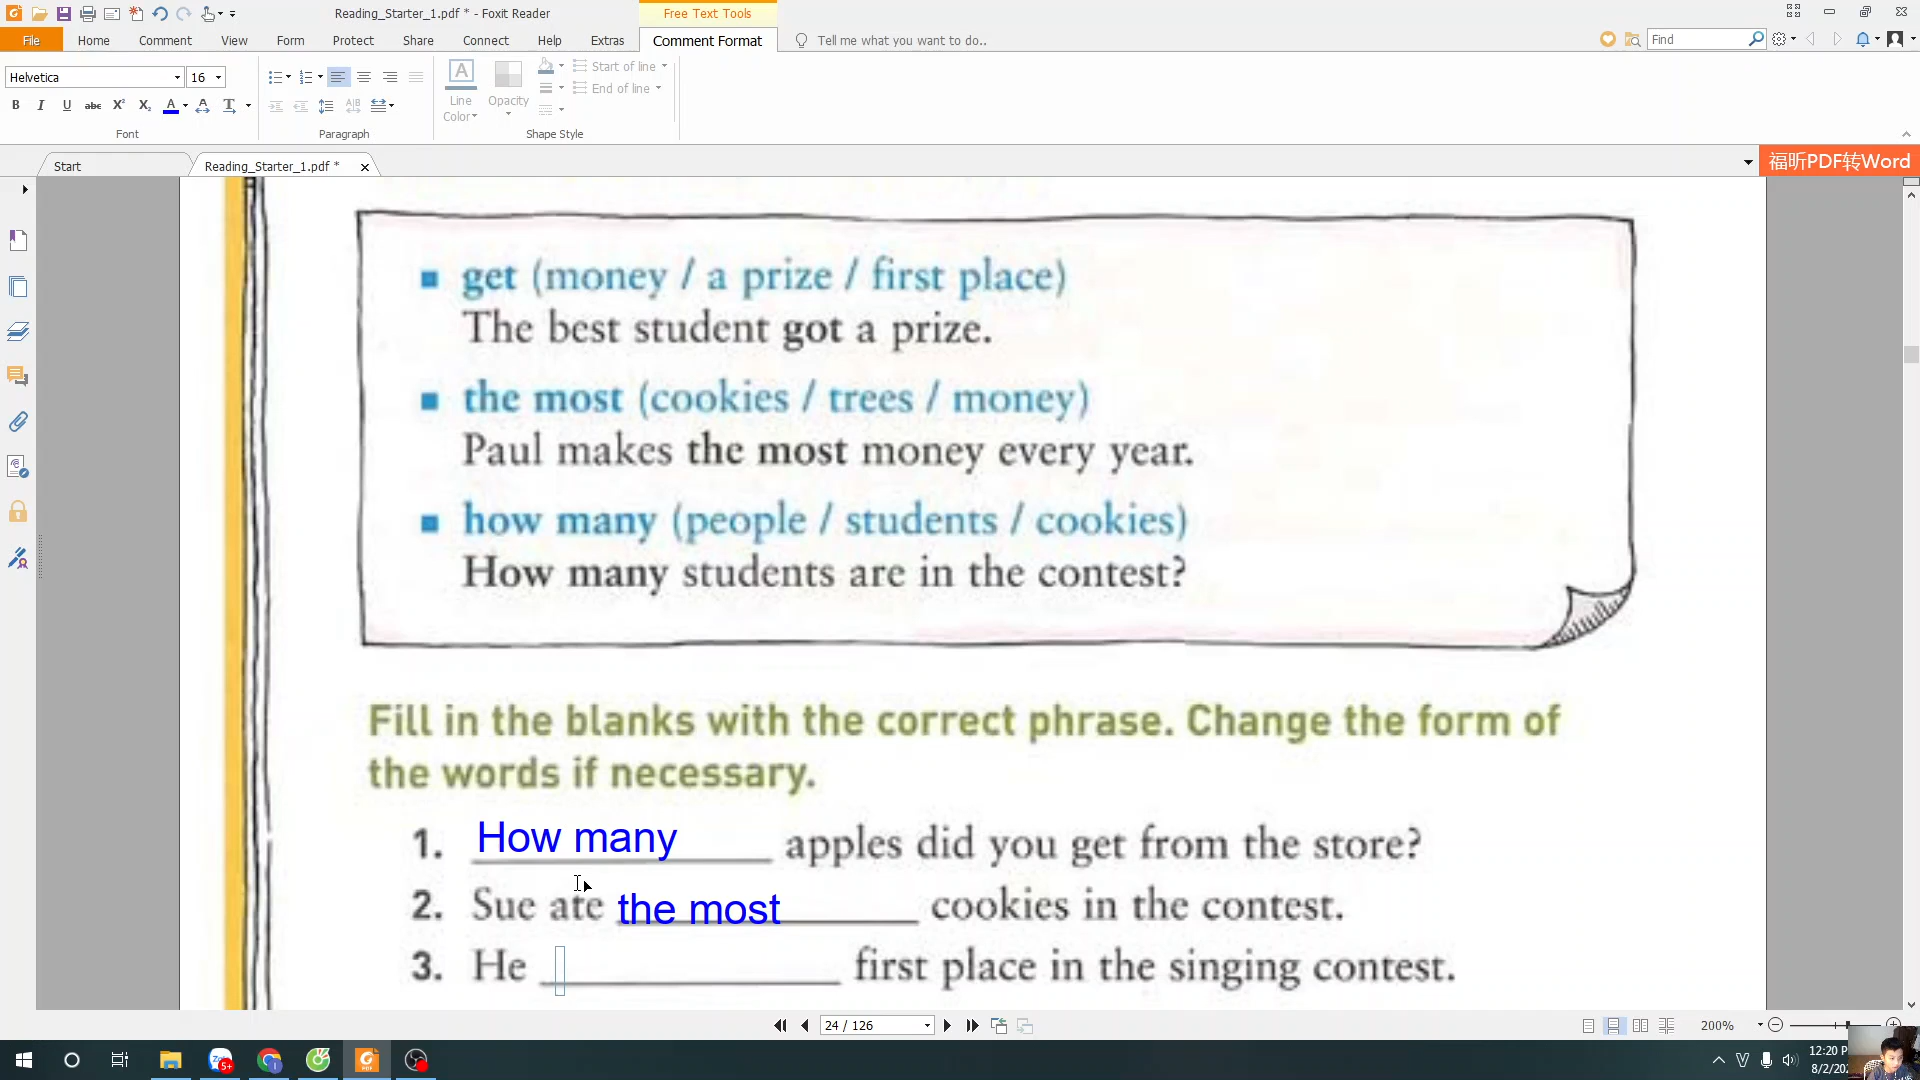 Reading_Starter_1.pdf * - Foxit Reader
Free Text Tools
File Home Comment View Form Protect Share Connect Help Extras Comment Format Tell me what you want to do.. Find
Helvetica 16
Start of line
End of line
Line Color
Opacity
Font Paragraph Shape Style
Start Reading_Starter_1.pdf * 福昕PDF转Word
get (money / a prize / first place)
The best student got a prize.
the most (cookies / trees / money)
Paul makes the most money every year.
how many (people / students / cookies)
How many students are in the contest?
Fill in the blanks with the correct phrase. Change the form of
the words if necessary.
1. How many apples did you get from the store?
2. Sue ate the most cookies in the contest.
3. He first place in the singing contest.
24 / 126 200%
12:20 P
8/2/20